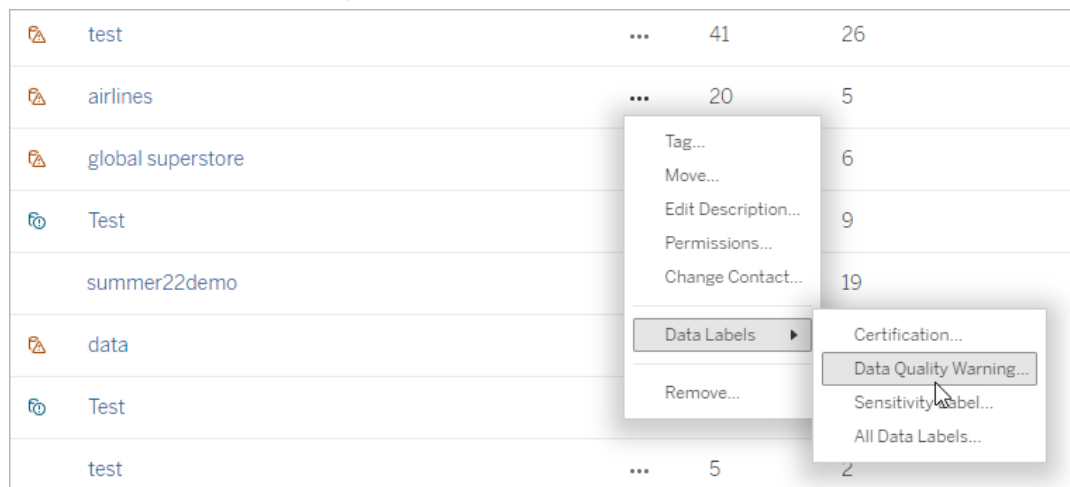 test ... 41 26
airlines ... 20 5
global superstore 6
Test 9
summer22demo 19
data
Test
test ... 5 2
Tag...
Move...
Edit Description...
Permissions...
Change Contact...
Data Labels
Remove...
Certification...
Data Quality Warning...
Sensitivity Label...
All Data Labels...